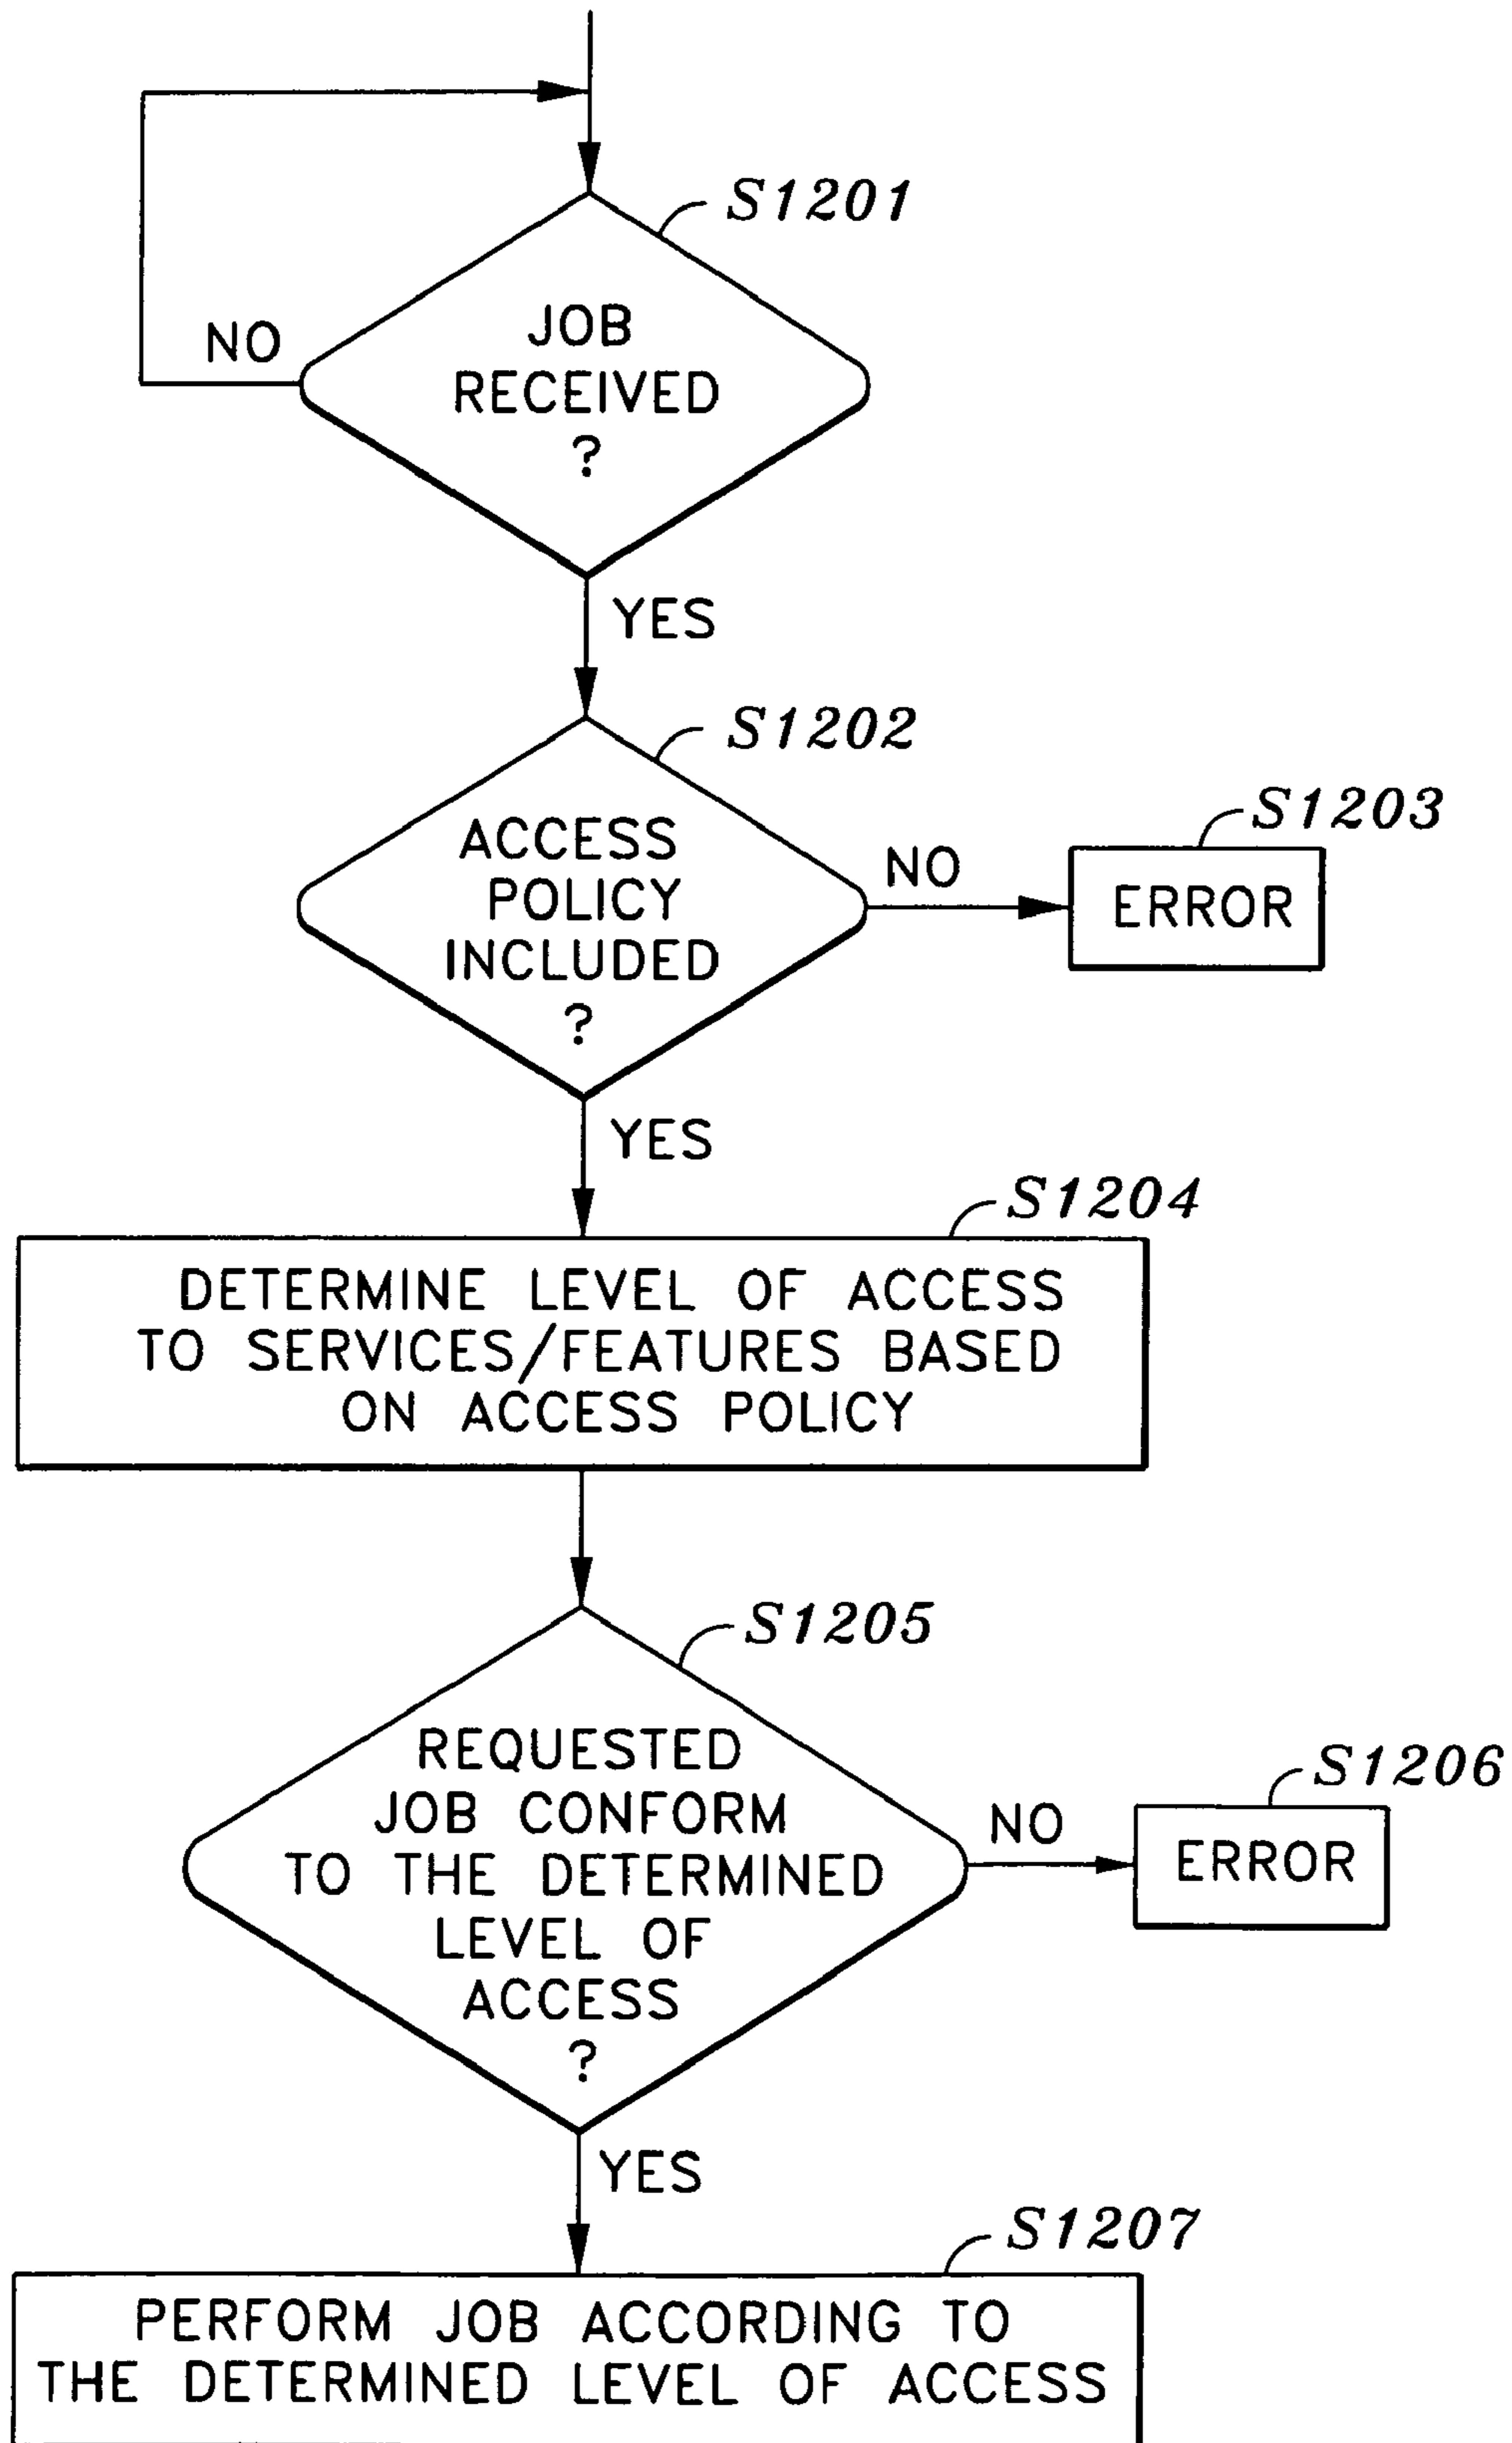 S1201
JOB
RECEIVED
?
NO
YES
S1202
ACCESS
POLICY
INCLUDED
?
NO
S1203
ERROR
YES
S1204
DETERMINE LEVEL OF ACCESS
TO SERVICES/FEATURES BASED
ON ACCESS POLICY
S1205
REQUESTED
JOB CONFORM
TO THE DETERMINED
LEVEL OF
ACCESS
?
NO
S1206
ERROR
YES
S1207
PERFORM JOB ACCORDING TO
THE DETERMINED LEVEL OF ACCESS